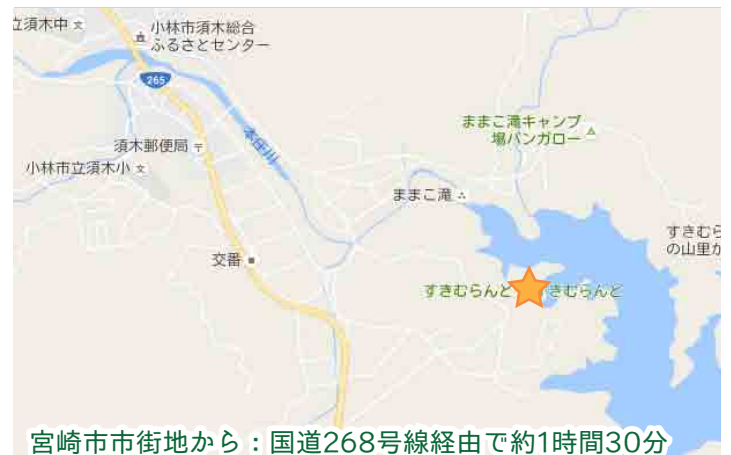 立須木中
小林市須木総合
ふるさとセンター
265
本庄川
須木郵便局
小林市立須木小
ままこ滝キャンプ
場バンガロー
ままこ滝
すきむら
の山里か
交番
すきむらんど
きむらんど
宮崎市市街地から：国道268号線経由で約1時間30分